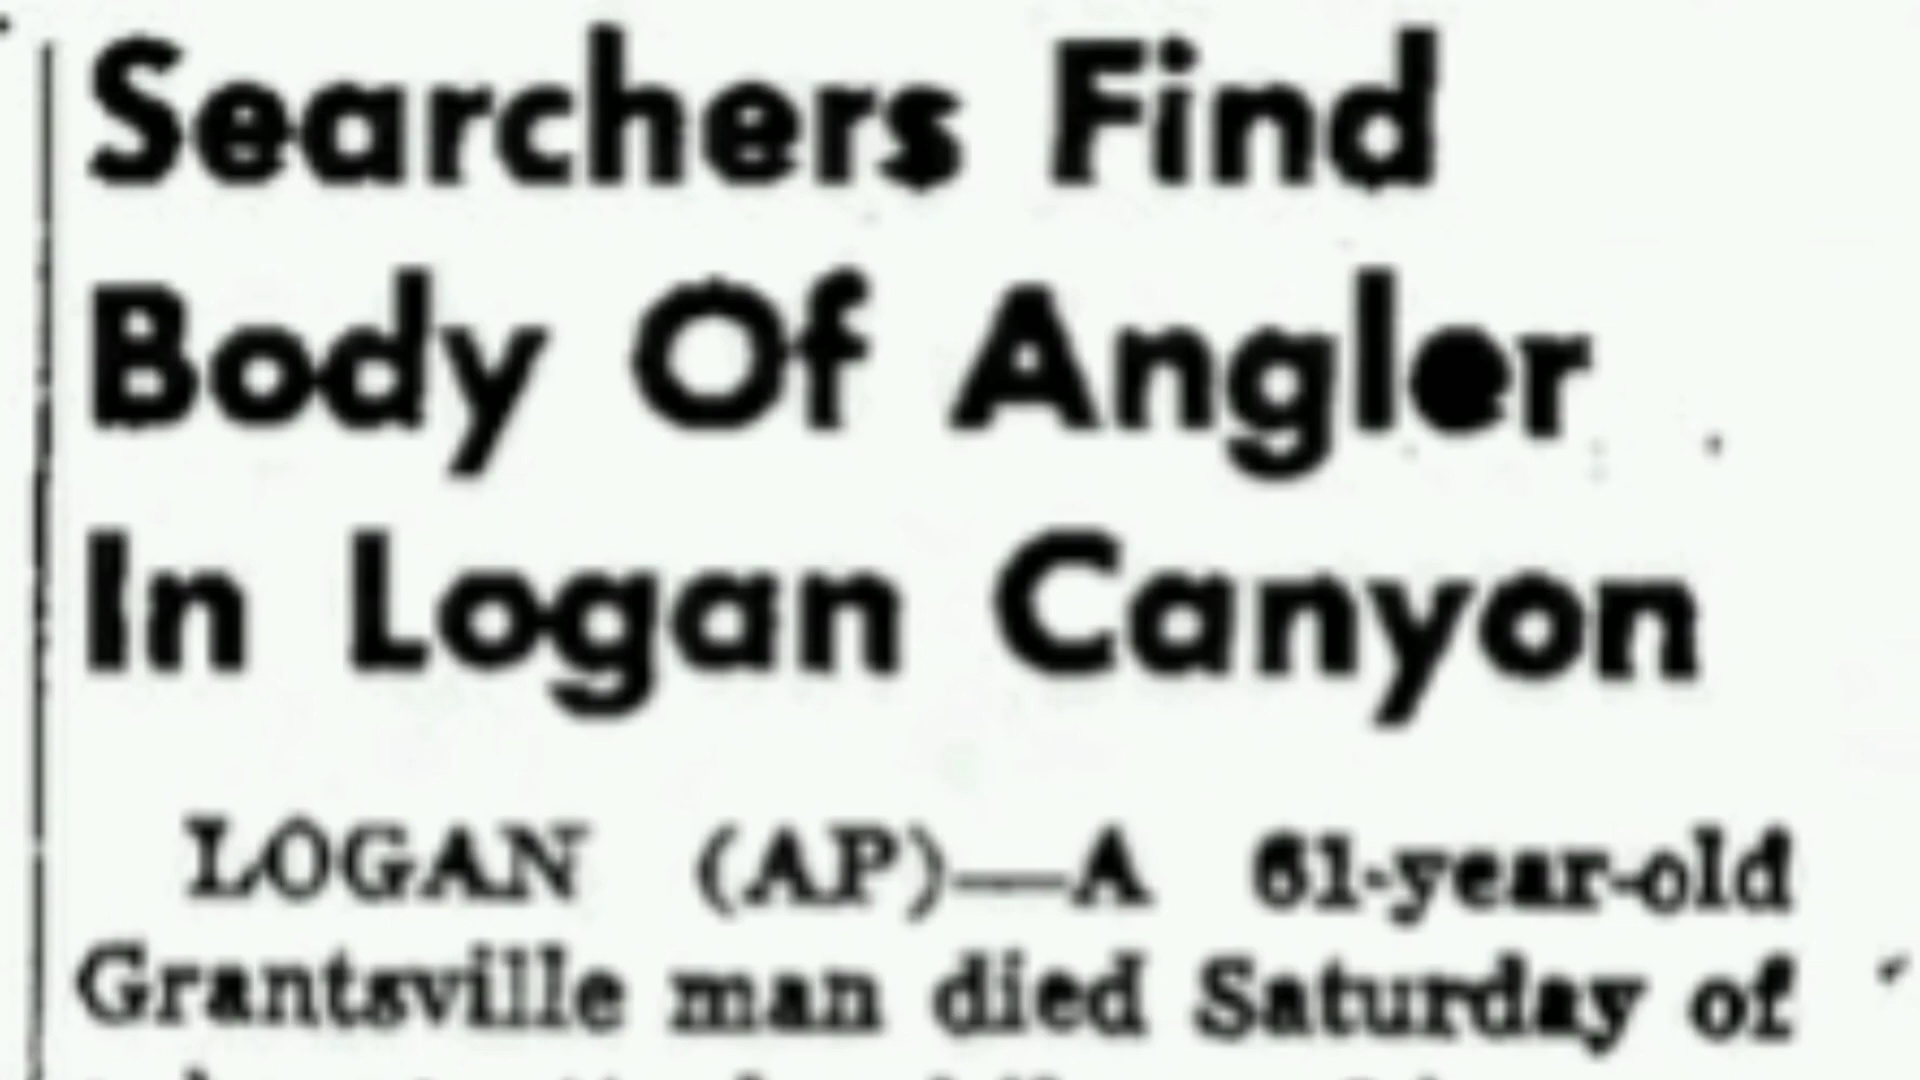 Searchers Find
Body Of Angler
In Logan Canyon
LOGAN (AP)—A 61-year-old
Grantsville man died Saturday of